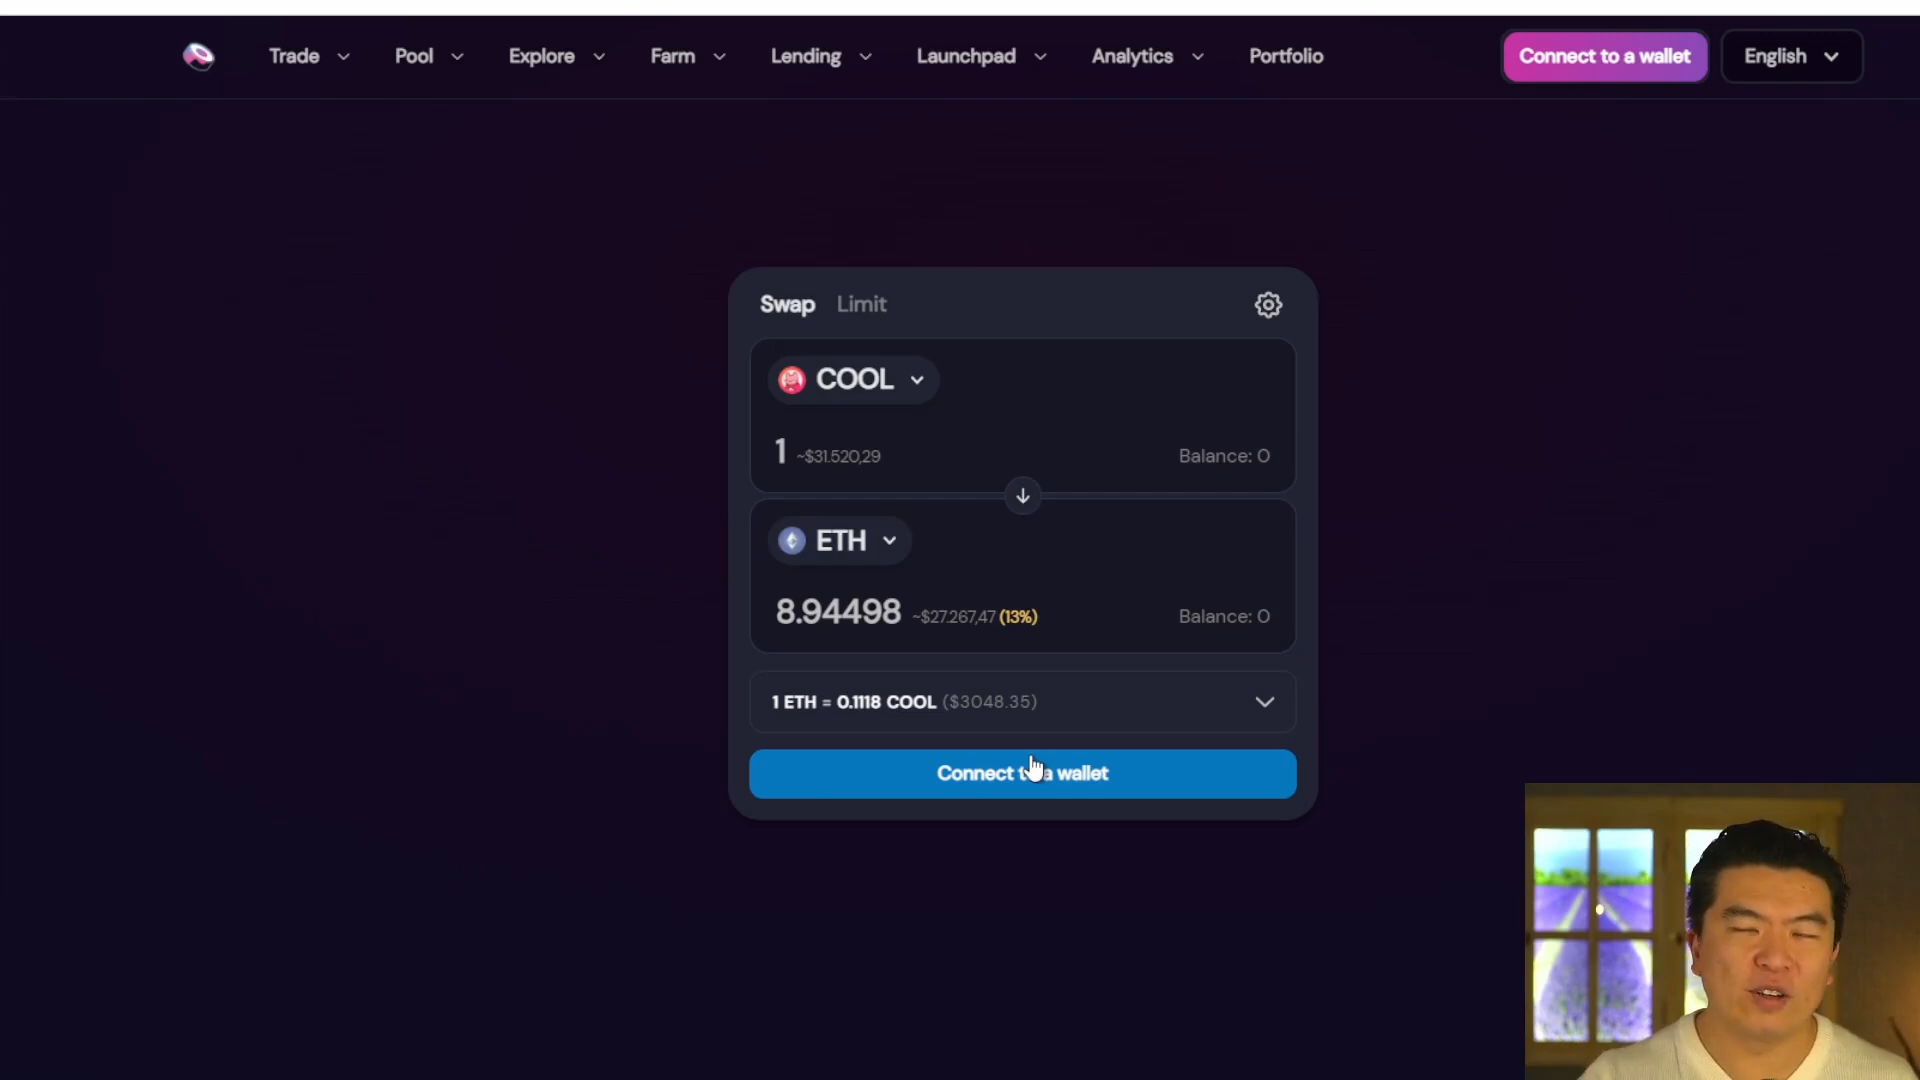 Trade Pool Explore Farm Lending Launchpad Analytics Portfolio Connect to a wallet English
Swap Limit
COOL
1 ~$31.520,29 Balance: 0
ETH
8.94498 ~$27.267,47 (13%) Balance: 0
1 ETH = 0.1118 COOL ($3048.35)
Connect to a wallet